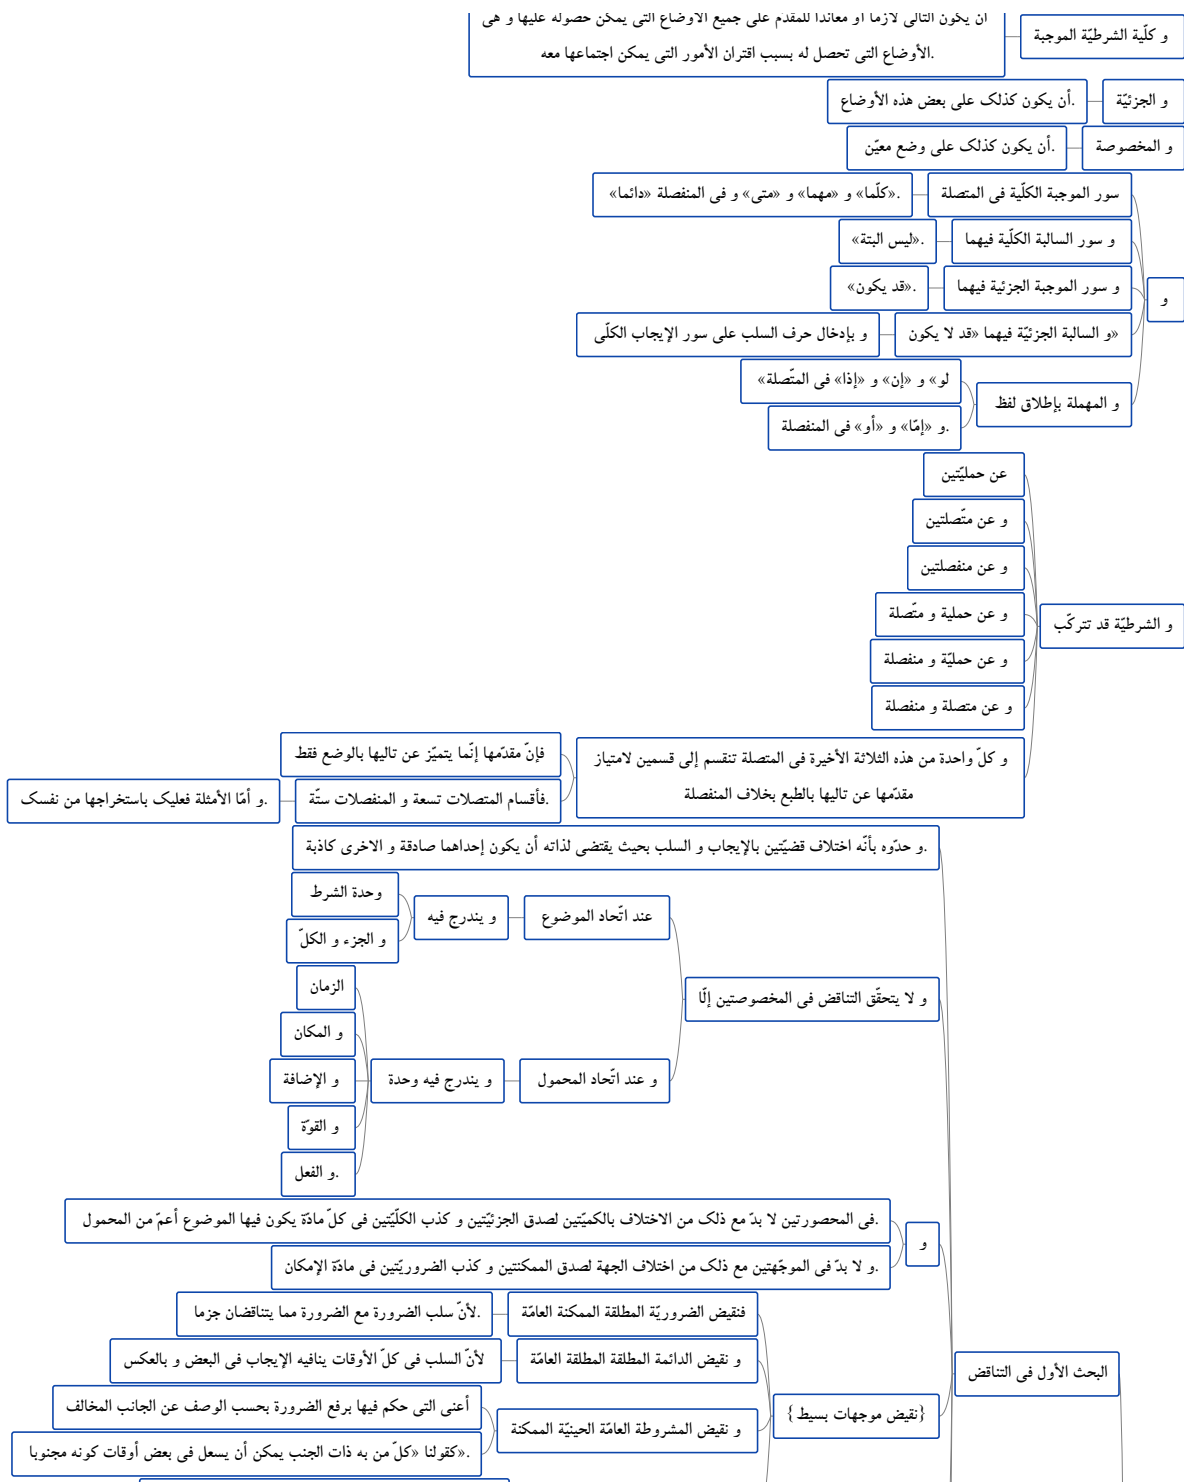 و كلّية الشرطيّة الموجبة
أن يكون التالى لازما أو معاندا للمقدّم على جميع الأوضاع التى يمكن حصوله عليها و هى
الأوضاع التى تحصل له بسبب اقتران الأمور التى يمكن اجتماعها معه.
و الجزئيّة
أن يكون كذلک على بعض هذه الأوضاع.
و المخصوصة
أن يكون كذلک على وضع معيّن.
و
سور الموجبة الكلّية فى المتصلة
«كلّما» و «مهما» و «متى» و فى المنفصلة «دائما».
و سور السالبة الكلّية فيهما
«ليس البتة».
و سور الموجبة الجزئية فيهما
«قد يكون».
و السالبة الجزئيّة فيهما «قد لا يكون»
و بإدخال حرف السلب على سور الإيجاب الكلّى
و المهملة بإطلاق لفظ
«لو» و «إن» و «إذا» فى المتّصلة
و «إمّا» و «أو» فى المنفصلة.
و الشرطيّة قد تتركّب
عن حمليّتين
و عن متّصلتين
و عن منفصلتين
و عن حملية و متّصلة
و عن حمليّة و منفصلة
و عن متصلة و منفصلة
و كلّ واحدة من هذه الثلاثة الأخيرة فى المتصلة تنقسم إلى قسمين لامتياز
مقدّمها عن تاليها بالطبع بخلاف المنفصلة
فإنّ مقدّمها إنّما يتميّز عن تاليها بالوضع فقط
فأقسام المتصلات تسعة و المنفصلات ستّة.
و أمّا الأمثلة فعليک باستخراجها من نفسک.
البحث الأول فى التناقض
و حدّوه بأنّه اختلاف قضيّتين بالإيجاب و السلب بحيث يقتضى لذاته أن يكون إحداهما صادقة و الاخرى كاذبة.
و لا يتحقّق التناقض فى المخصوصتين إلّا
عند اتّحاد الموضوع
و يندرج فيه
وحدة الشرط
و الجزء و الكلّ
و عند اتّحاد المحمول
و يندرج فيه وحدة
الزمان
و المكان
و الإضافة
و القوّة
و الفعل.
و
فى المحصورتين لا بدّ مع ذلک من الاختلاف بالكميّتين لصدق الجزئيّتين و كذب الكلّيّتين فى كلّ مادّة يكون فيها الموضوع أعمّ من المحمول.
و لا بدّ فى الموجّهتين مع ذلک من اختلاف الجهة لصدق الممكنتين و كذب الضروريّتين فى مادّة الإمكان.
{نقيض موجهات بسيط}
فنقيض الضروريّة المطلقة الممكنة العامّة
لأنّ سلب الضرورة مع الضرورة مما يتناقضان جزما.
و نقيض الدائمة المطلقة المطلقة العامّة
لأنّ السلب فى كلّ الأوقات ينافيه الإيجاب فى البعض و بالعكس
و نقيض المشروطة العامّة الحينيّة الممكنة
أعنى التى حكم فيها برفع الضرورة بحسب الوصف عن الجانب المخالف
كقولنا «كلّ من به ذات الجنب يمكن أن يسعل فى بعض أوقات كونه مجنوبا».